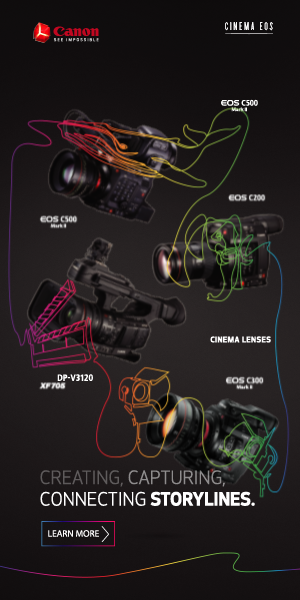 Canon
SEE IMPOSSIBLE
CINEMA EOS
EOS C500
Mark II
EOS C200
EOS C500
Mark II
CINEMA LENSES
DP-V3120
XF706
EOS C300
Mark II
CREATING, CAPTURING,
CONNECTING STORYLINES.
LEARN MORE